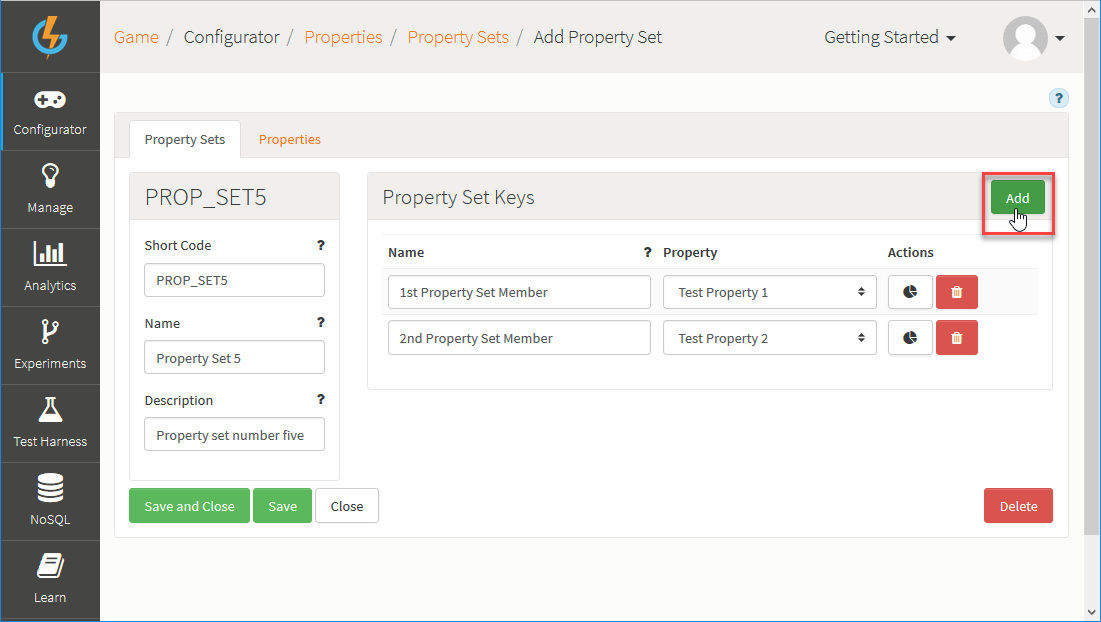 Game / Configurator / Properties / Property Sets / Add Property Set
Getting Started
Configurator
Manage
Analytics
Experiments
Test Harness
NoSQL
Learn
?
Property Sets
Properties
PROP_SET5
Short Code ?
PROP_SET5
Name ?
Property Set 5
Description ?
Property set number five
Property Set Keys
Add
Name ? Property Actions
1st Property Set Member Test Property 1
2nd Property Set Member Test Property 2
Save and Close Save Close Delete